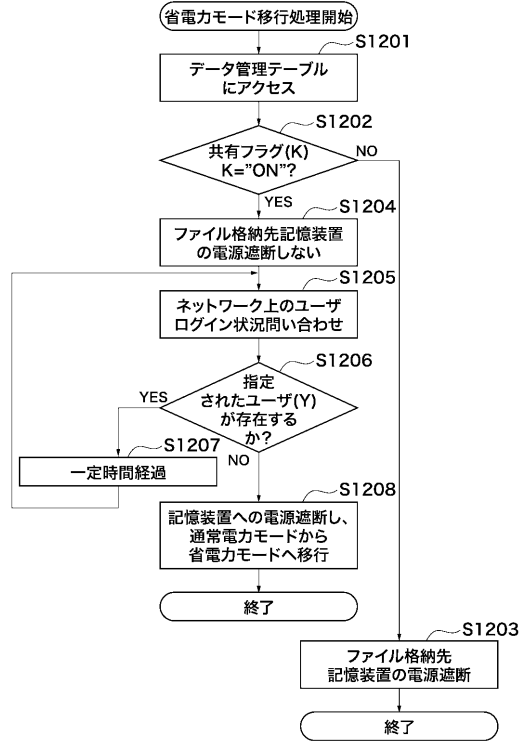 省電力モード移行処理開始
S1201
データ管理テーブル
にアクセス
S1202
共有フラグ(K)
K="ON"?
NO
YES
S1204
ファイル格納先記憶装置
の電源遮断しない
S1205
ネットワーク上のユーザ
ログイン状況問い合わせ
S1206
指定
されたユーザ(Y)
が存在する
か?
YES
NO
S1207
一定時間経過
S1208
記憶装置への電源遮断し、
通常電力モードから
省電力モードへ移行
終了
S1203
ファイル格納先
記憶装置の電源遮断
終了